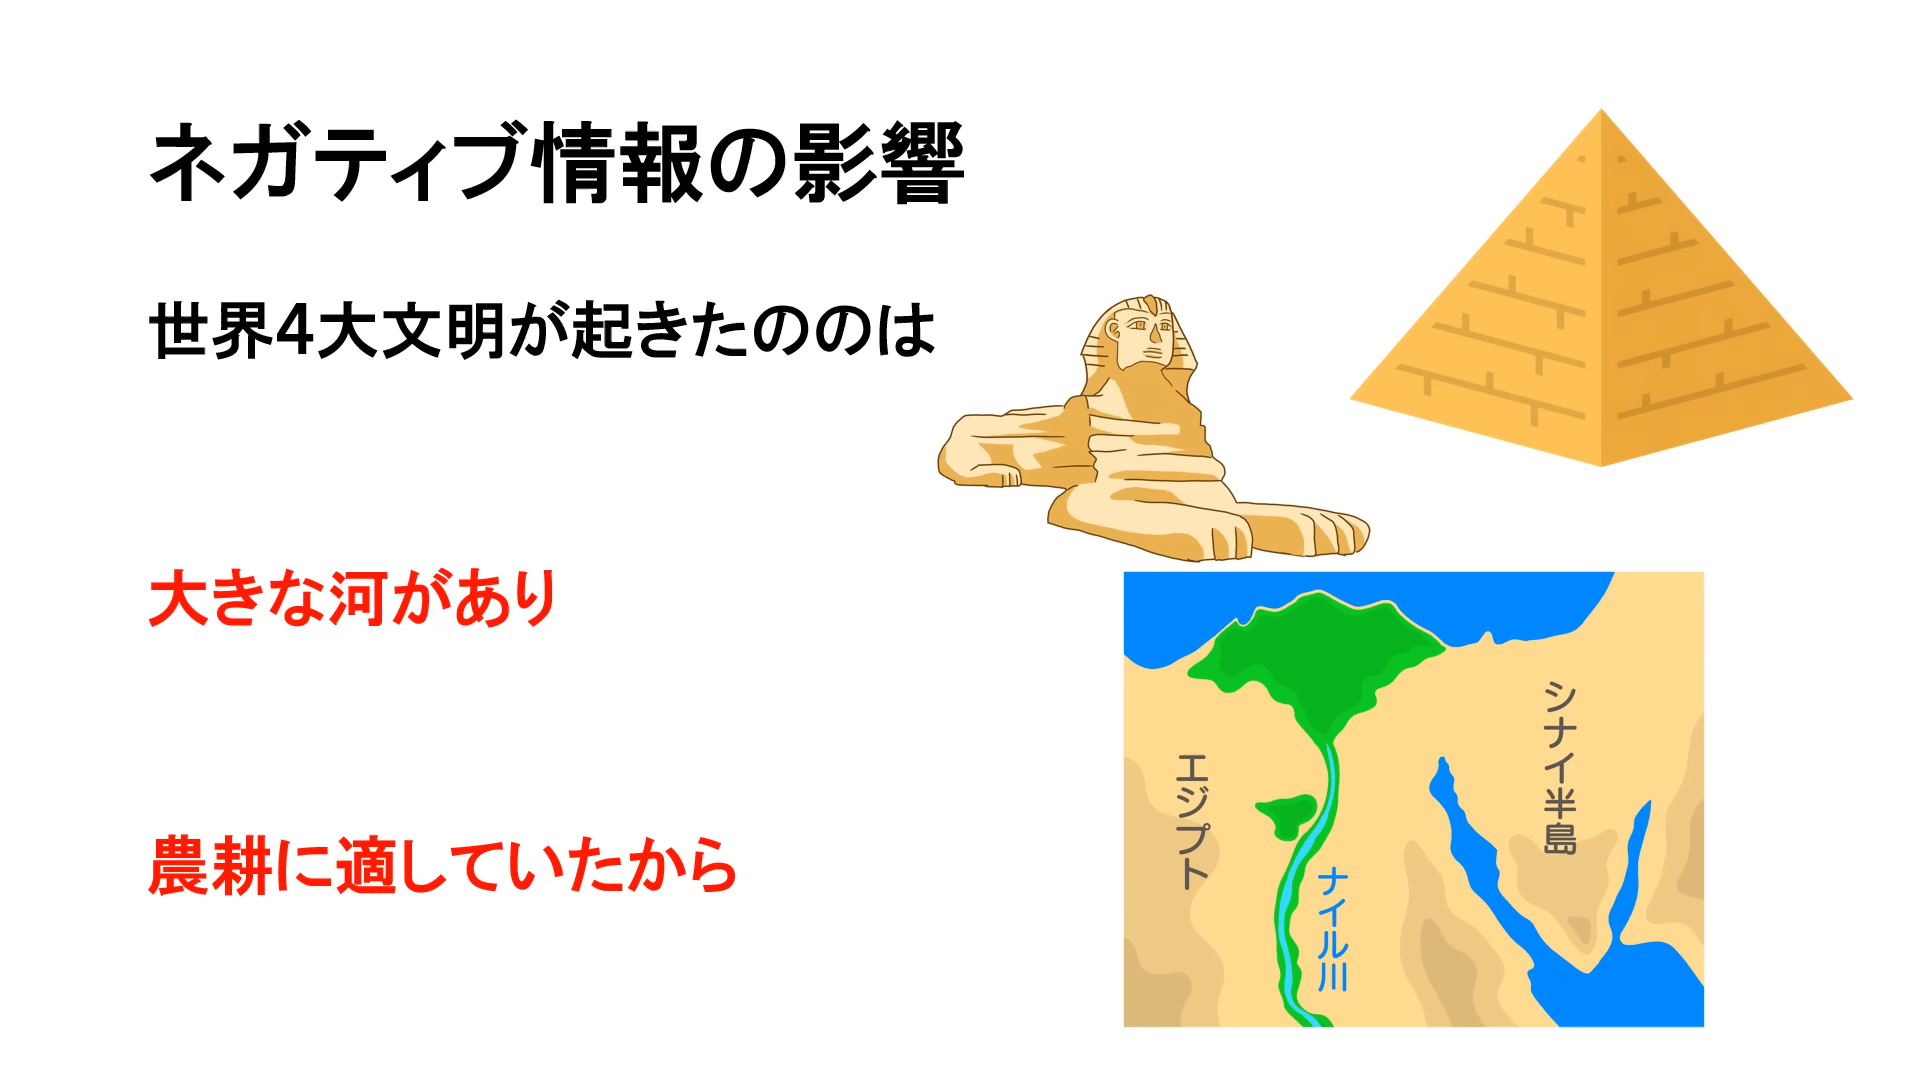 ネガティブ情報の影響
世界4大文明が起きたののは
大きな河があり
農耕に適していたから
シナイ半島
エジプト
ナイル川